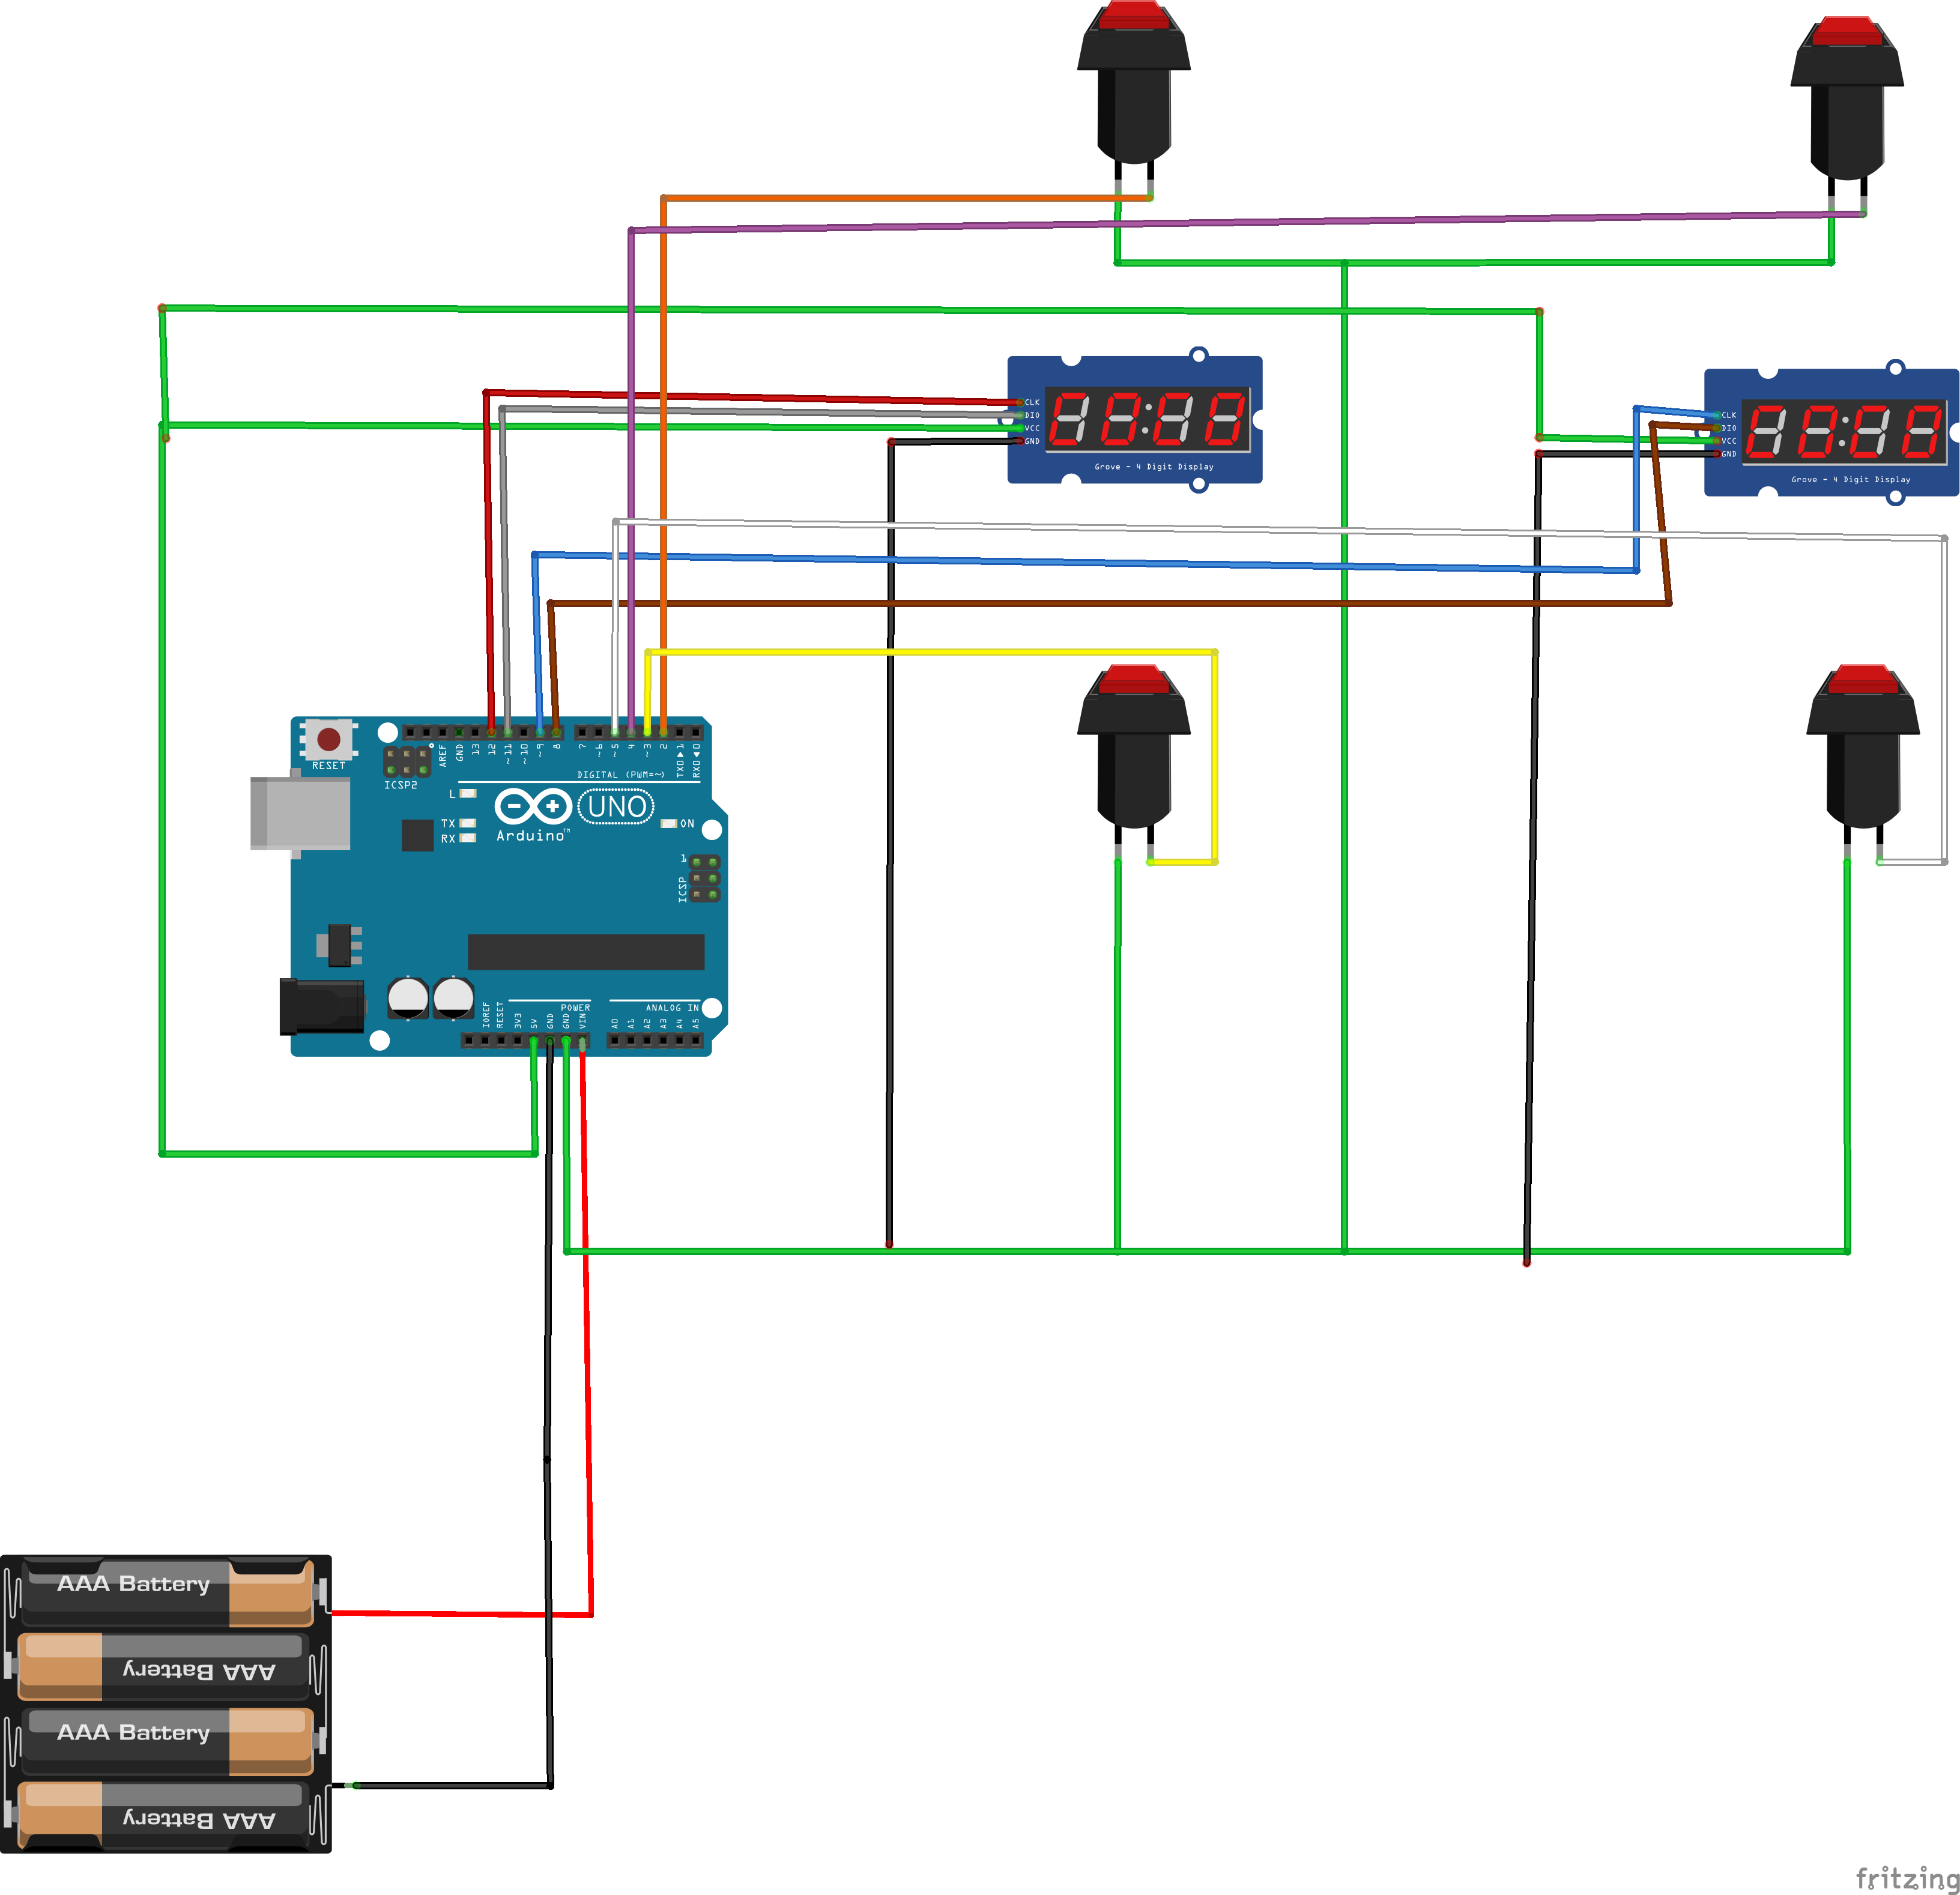 CLK
DIO
VCC
GND
Grove - 4 Digit Display
CLK
DIO
VCC
GND
Grove - 4 Digit Display
RESET
ICSP2
AREF
GND
13
12
~11
~10
~9
8
7
~6
~5
4
~3
2
TX0▶1
RX0◀0
DIGITAL (PWM=~)
L
TX
RX
Arduino™
UNO
ON
1
ICSP
IOREF
RESET
3V3
5V
GND
GND
VIN
POWER
A0
A1
A2
A3
A4
A5
ANALOG IN
AAA Battery
AAA Battery
AAA Battery
AAA Battery
fritzing